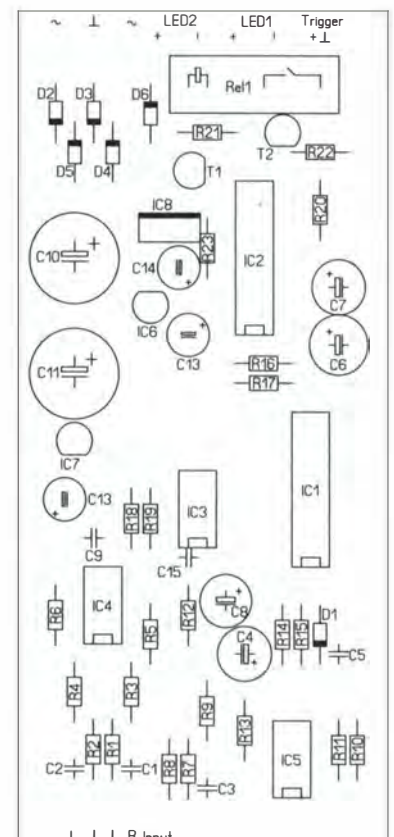 ~ ⊥ ~ LED2 LED1 Trigger
+ - + - + ⊥
D2 D3 D6 Rel1
R21 T2
D5 D4 R22
T1
IC8 R20
C10 + C14 + R23 IC2
C7 +
IC6 C13 +
C6 +
C11 + R16
R17
IC7 IC1
C13 + R18 R19 IC3
C9 C15
R6 IC4 R5 R12 C8 + C4 + R14 R15 D1 C5
R4 R3 R9
R13
C2 R2 R1 C1 R8 R7 C3 IC5 R11 R10
⊥ ⊥ ⊥ R Input